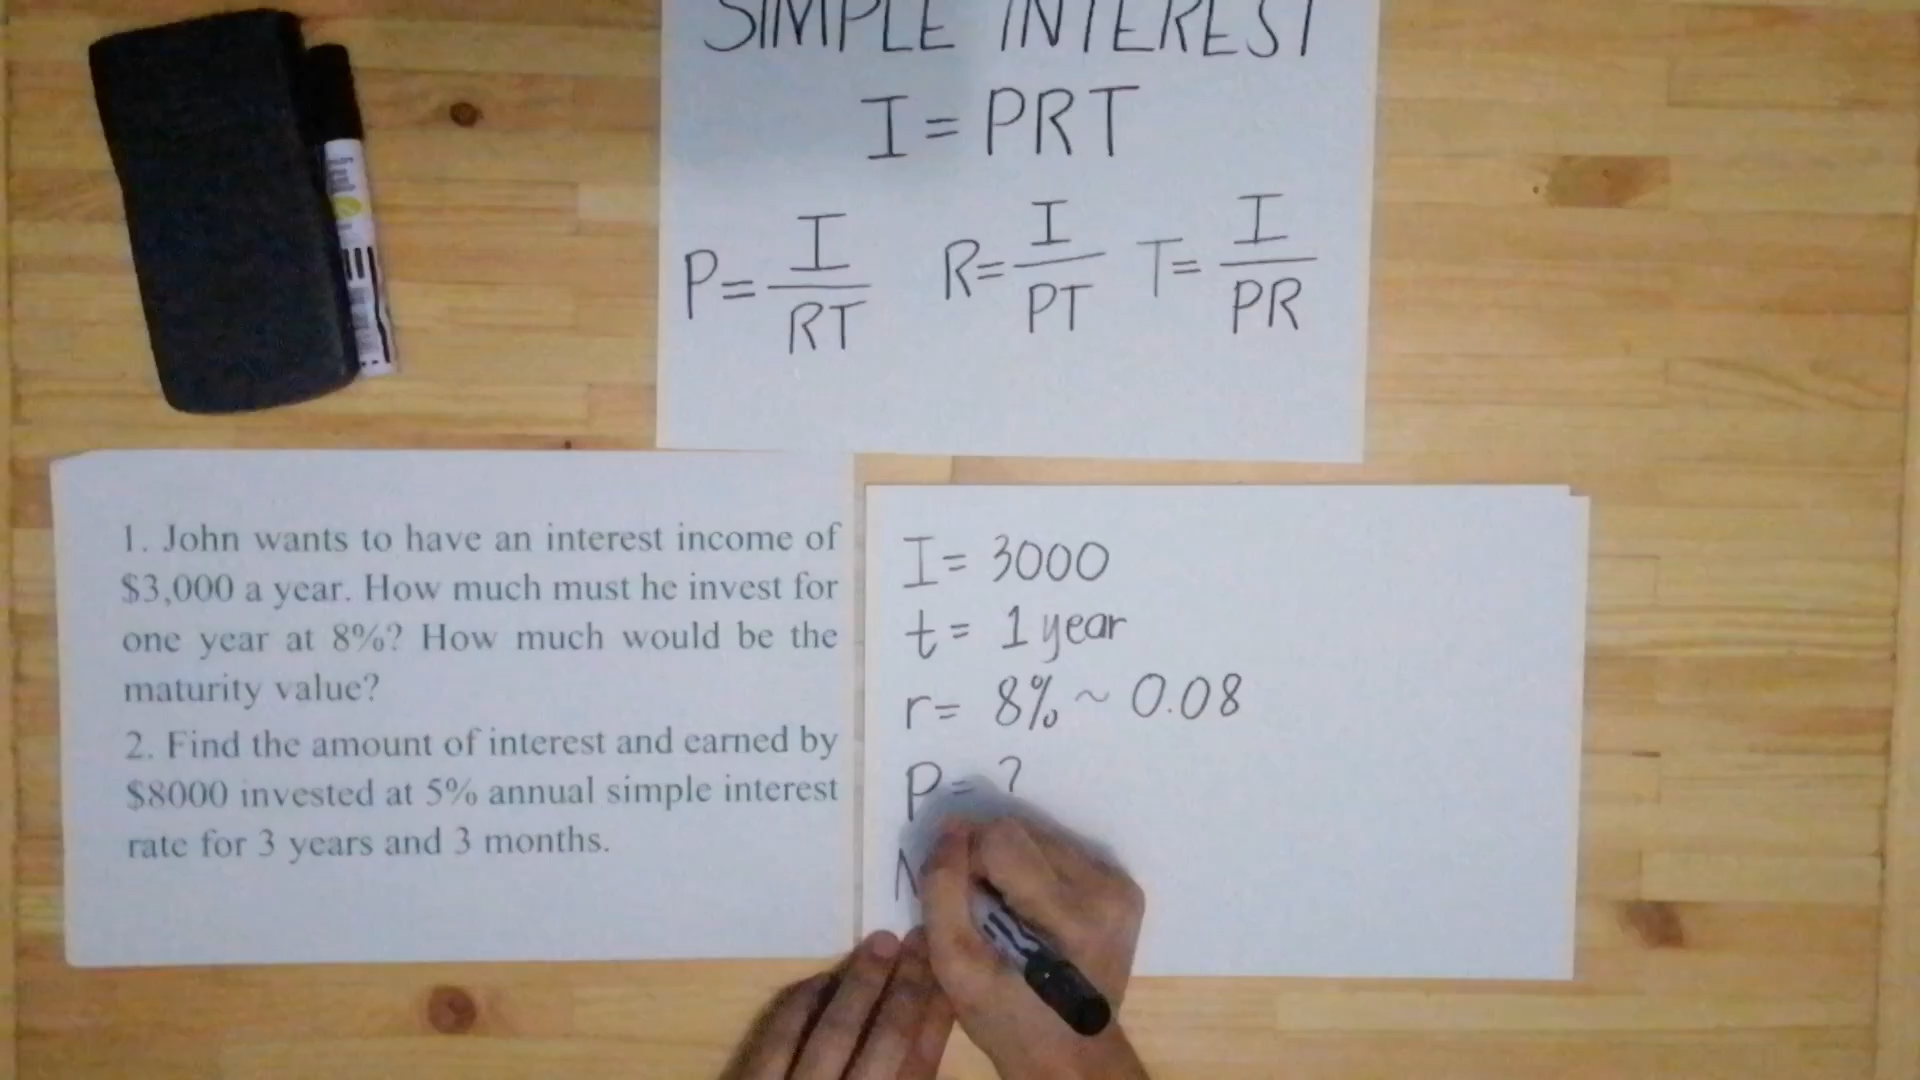 SIMPLE INTEREST
I = PRT
P = I/RT R = I/PT T = I/PR
1. John wants to have an interest income of
$3,000 a year. How much must he invest for
one year at 8%? How much would be the
maturity value?
2. Find the amount of interest and earned by
$8000 invested at 5% annual simple interest
rate for 3 years and 3 months.
I = 3000
t = 1 year
r = 8% ~ 0.08
P = ?